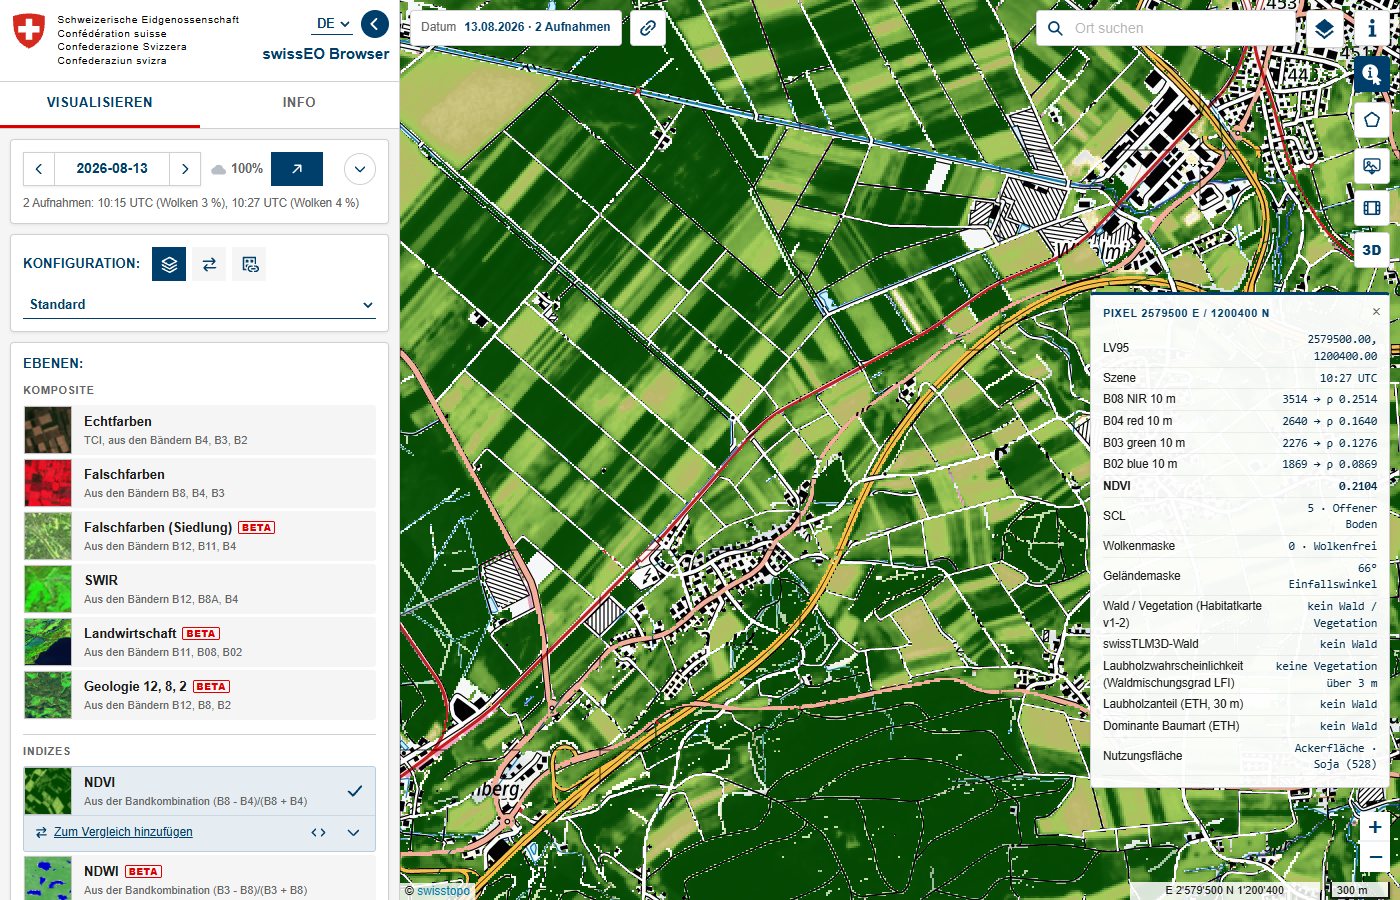 Schweizerische Eidgenossenschaft
Confédération suisse
Confederazione Svizzera
Confederaziun svizra
DE
swissEO Browser
VISUALISIEREN
INFO
2026-08-13
100%
2 Aufnahmen: 10:15 UTC (Wolken 3 %), 10:27 UTC (Wolken 4 %)
KONFIGURATION:
Standard
EBENEN:
KOMPOSITE
Echtfarben
TCI, aus den Bändern B4, B3, B2
Falschfarben
Aus den Bändern B8, B4, B3
Falschfarben (Siedlung) BETA
Aus den Bändern B12, B11, B4
SWIR
Aus den Bändern B12, B8A, B4
Landwirtschaft BETA
Aus den Bändern B11, B08, B02
Geologie 12, 8, 2 BETA
Aus den Bändern B12, B8, B2
INDIZES
NDVI
Aus der Bandkombination (B8 - B4)/(B8 + B4)
Zum Vergleich hinzufügen
NDWI BETA
Aus der Bandkombination (B3 - B8)/(B3 + B8)
Datum 13.08.2026 · 2 Aufnahmen
Ort suchen
453
44
3D
PIXEL 2579500 E / 1200400 N ×
LV95 2579500.00,
1200400.00
Szene 10:27 UTC
B08 NIR 10 m 3514 → ρ 0.2514
B04 red 10 m 2640 → ρ 0.1640
B03 green 10 m 2276 → ρ 0.1276
B02 blue 10 m 1869 → ρ 0.0869
NDVI 0.2104
SCL 5 · Offener
Boden
Wolkenmaske 0 · Wolkenfrei
Geländemaske 66°
Einfallswinkel
Wald / Vegetation (Habitatkarte v1-2) kein Wald /
Vegetation
swissTLM3D-Wald kein Wald
Laubholzwahrscheinlichkeit (Waldmischungsgrad LFI) keine Vegetation
über 3 m
Laubholzanteil (ETH, 30 m) kein Wald
Dominante Baumart (ETH) kein Wald
Nutzungsfläche Ackerfläche ·
Soja (528)
nberg
+
−
© swisstopo
E 2'579'500 N 1'200'400
300 m